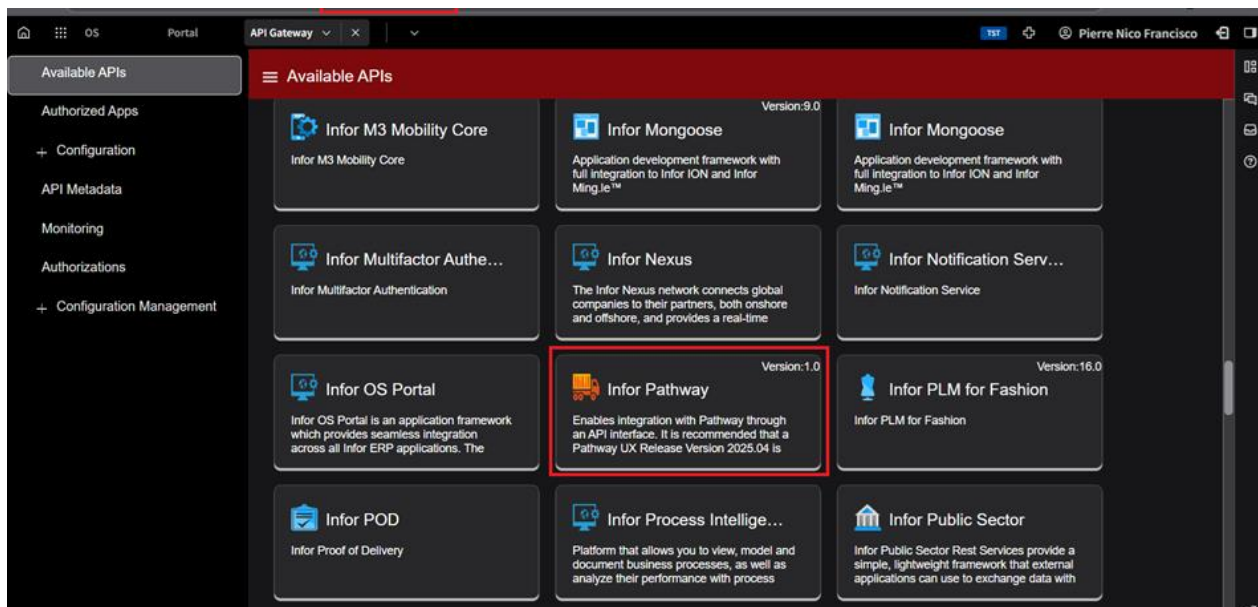 OS
Portal
API Gateway
TST
Pierre Nico Francisco
Available APIs
Authorized Apps
Configuration
API Metadata
Monitoring
Authorizations
Configuration Management
Available APIs
Infor M3 Mobility Core
Infor M3 Mobility Core
Version:9.0
Infor Mongoose
Application development framework with
full integration to Infor ION and Infor
Ming.le™
Infor Mongoose
Application development framework with
full integration to Infor ION and Infor
Ming.le™
Infor Multifactor Authe...
Infor Multifactor Authentication
Infor Nexus
The Infor Nexus network connects global
companies to their partners, both onshore
and offshore, and provides a real-time
Infor Notification Serv...
Infor Notification Service
Infor OS Portal
Infor OS Portal is an application framework
which provides seamless integration
across all Infor ERP applications. The
Version:1.0
Infor Pathway
Enables integration with Pathway through
an API interface. It is recommended that a
Pathway UX Release Version 2025.04 is
Version:16.0
Infor PLM for Fashion
Infor PLM for Fashion
Infor POD
Infor Proof of Delivery
Infor Process Intellige...
Platform that allows you to view, model and
document business processes, as well as
analyze their performance with process
Infor Public Sector
Infor Public Sector Rest Services provide a
simple, lightweight framework that external
applications can use to exchange data with